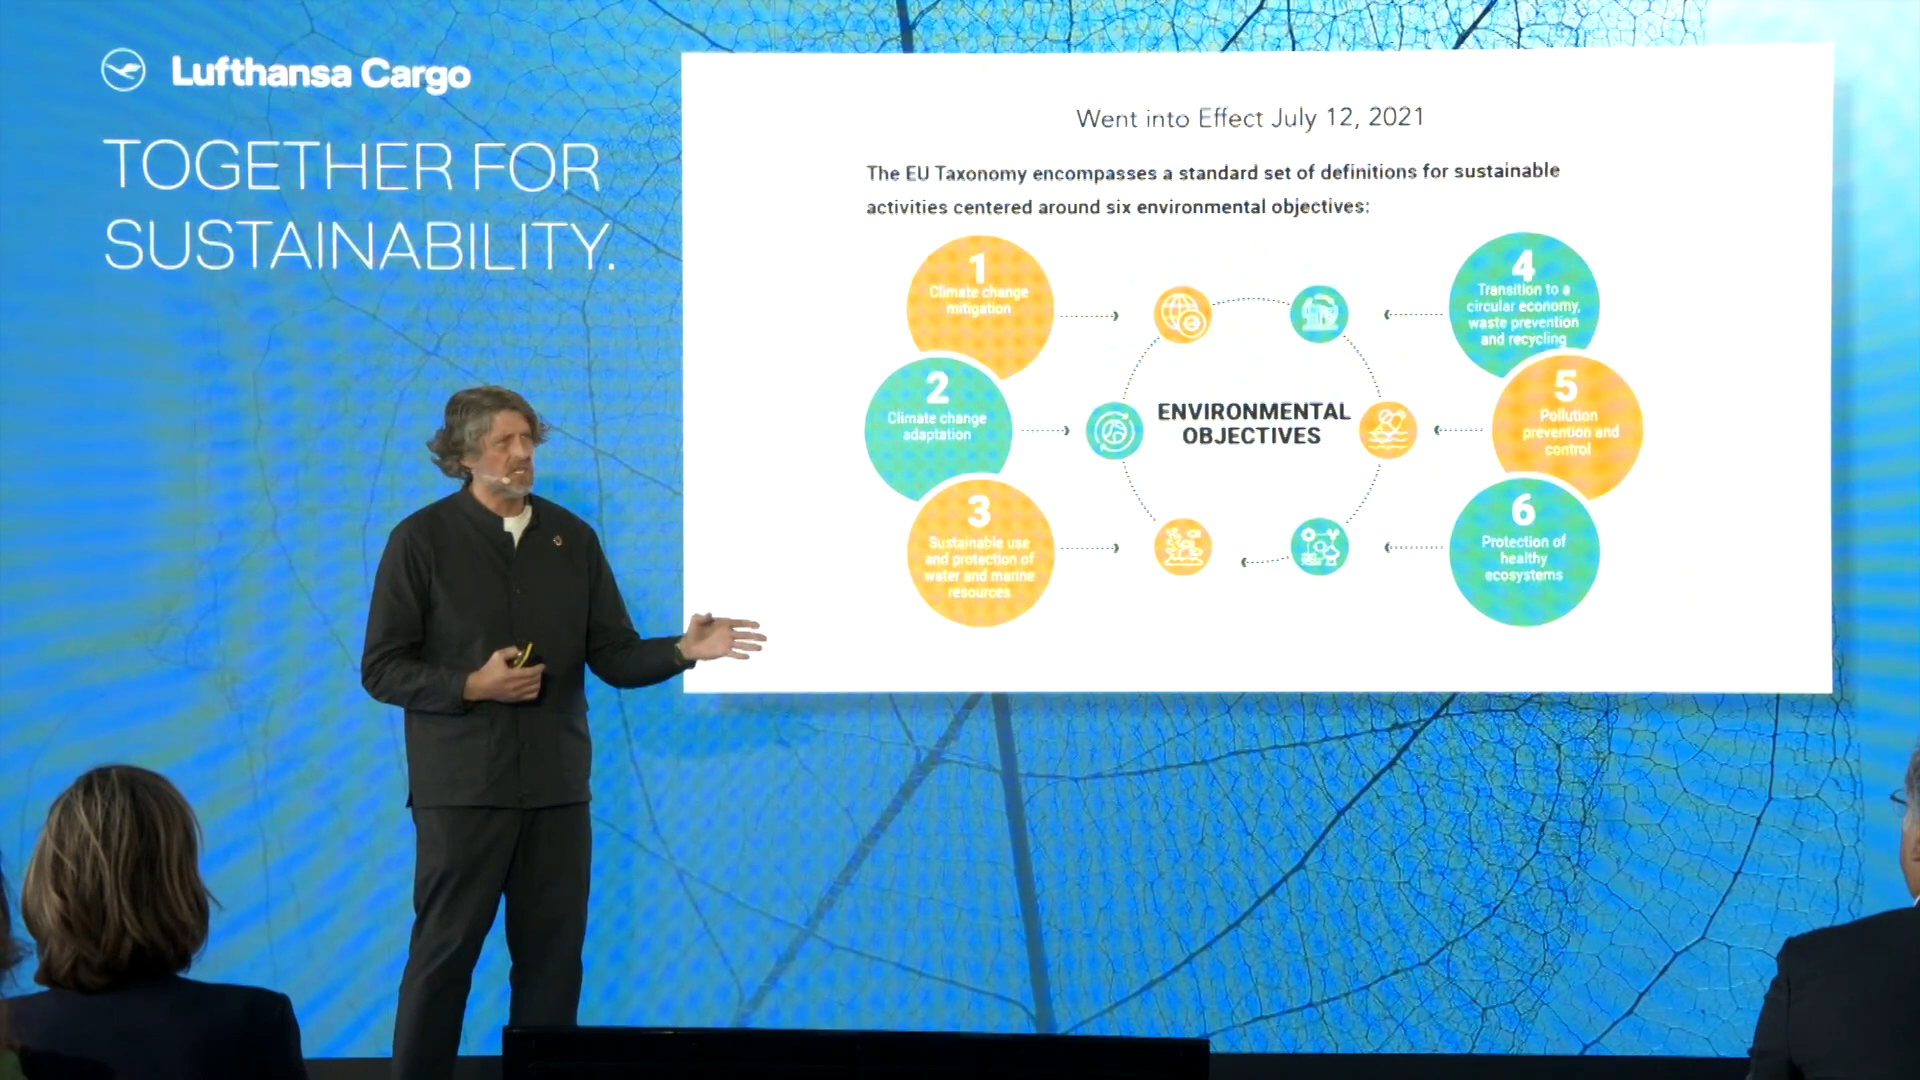 Lufthansa Cargo
TOGETHER FOR
SUSTAINABILITY.
Went into Effect July 12, 2021
The EU Taxonomy encompasses a standard set of definitions for sustainable
activities centered around six environmental objectives:
1
Climate change
mitigation
2
Climate change
adaptation
3
Sustainable use
and protection of
water and marine
resources
ENVIRONMENTAL
OBJECTIVES
4
Transition to a
circular economy,
waste prevention
and recycling
5
Pollution
prevention and
control
6
Protection of
healthy
ecosystems